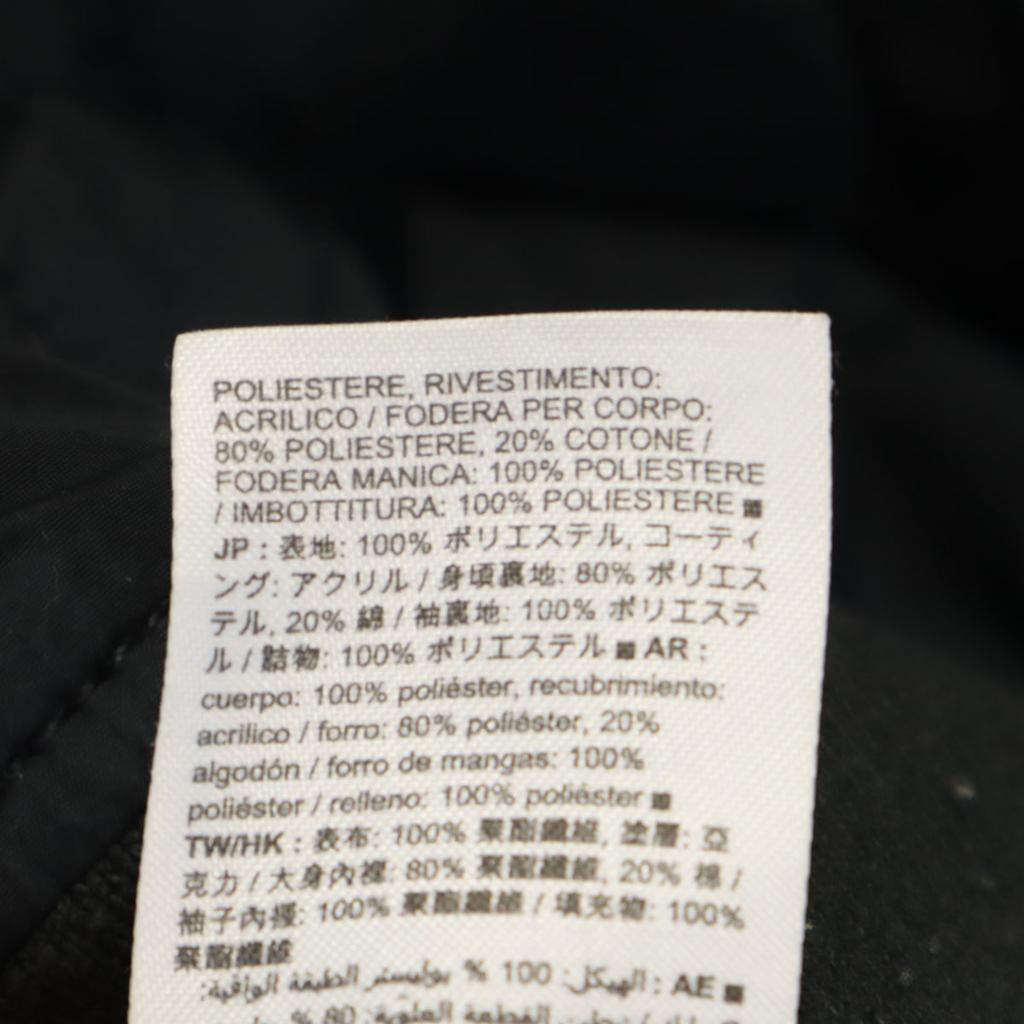 POLIESTERE, RIVESTIMENTO:
ACRILICO / FODERA PER CORPO:
80% POLIESTERE, 20% COTONE /
FODERA MANICA: 100% POLIESTERE
/ IMBOTTITURA: 100% POLIESTERE ■
JP : 表地: 100% ポリエステル, コーティ
ング: アクリル / 身頃裏地: 80% ポリエス
テル, 20% 綿 / 袖裏地: 100% ポリエステ
ル / 詰物: 100% ポリエステル ■ AR :
cuerpo: 100% poliéster, recubrimiento:
acrilico / forro: 80% poliéster, 20%
algodón / forro de mangas: 100%
poliéster / relleno: 100% poliéster ■
TW/HK : 表布: 100% 聚酯纖維, 塗層: 亞
克力 / 大身內裡: 80% 聚酯纖維, 20% 棉 /
袖子內裡: 100% 聚酯纖維 / 填充物: 100%
聚酯纖維
■ AE : الهيكل: 100 % بوليستر الطبقة الواقية: